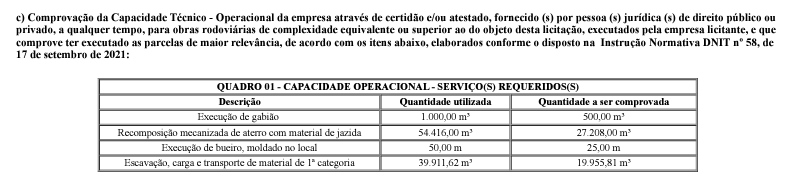 c) Comprovação da Capacidade Técnico - Operacional da empresa através de certidão e/ou atestado, fornecido (s) por pessoa (s) jurídica (s) de direito público ou
privado, a qualquer tempo, para obras rodoviárias de complexidade equivalente ou superior ao do objeto desta licitação, executados pela empresa licitante, e que
comprove ter executado as parcelas de maior relevância, de acordo com os itens abaixo, elaborados conforme o disposto na Instrução Normativa DNIT nº 58, de
17 de setembro de 2021:
QUADRO 01 - CAPACIDADE OPERACIONAL - SERVIÇO(S) REQUERIDOS(S)
Descrição Quantidade utilizada Quantidade a ser comprovada
Execução de gabião 1.000,00 m³ 500,00 m³
Recomposição mecanizada de aterro com material de jazida 54.416,00 m³ 27.208,00 m³
Execução de bueiro, moldado no local 50,00 m 25,00 m
Escavação, carga e transporte de material de 1ª categoria 39.911,62 m³ 19.955,81 m³